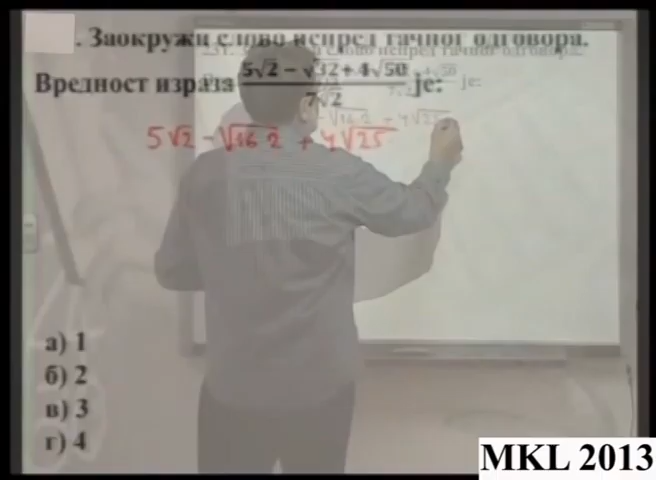 . Заокружи слово испред тачног одговора.
Вредност израза (5√2 − √32 + 4√50)/(7√2) је:
5√2 − √16 2 + 4√25
а) 1
б) 2
в) 3
г) 4
MKL 2013